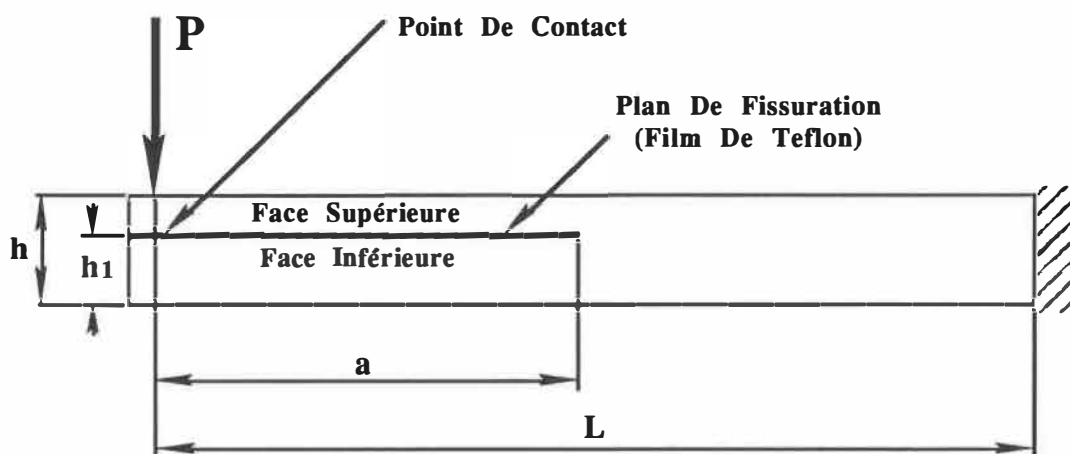 P
Point De Contact
Plan De Fissuration
(Film De Teflon)
Face Supérieure
h
h1
Face Inférieure
a
L